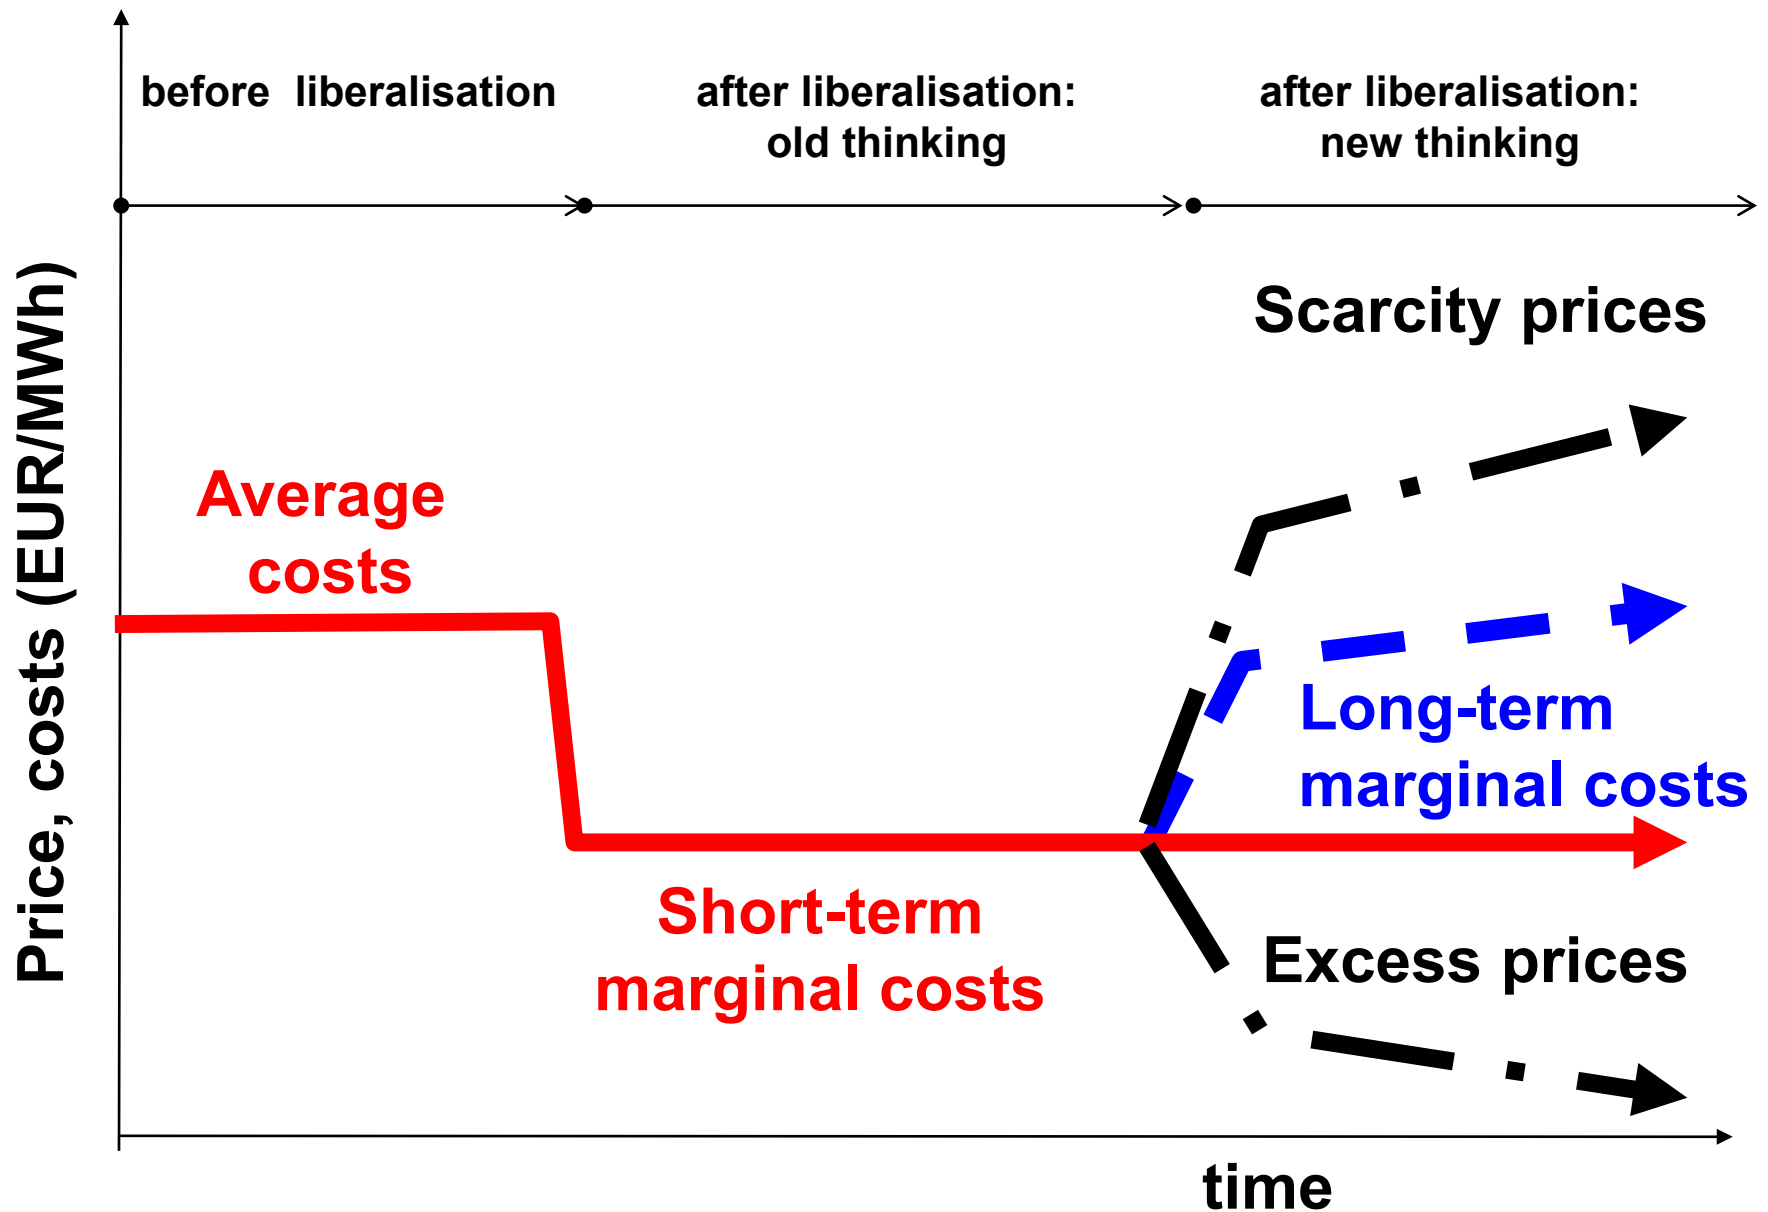 before liberalisation
after liberalisation:
old thinking
after liberalisation:
new thinking
Price, costs (EUR/MWh)
Scarcity prices
Average
costs
Long-term
marginal costs
Short-term
marginal costs
Excess prices
time